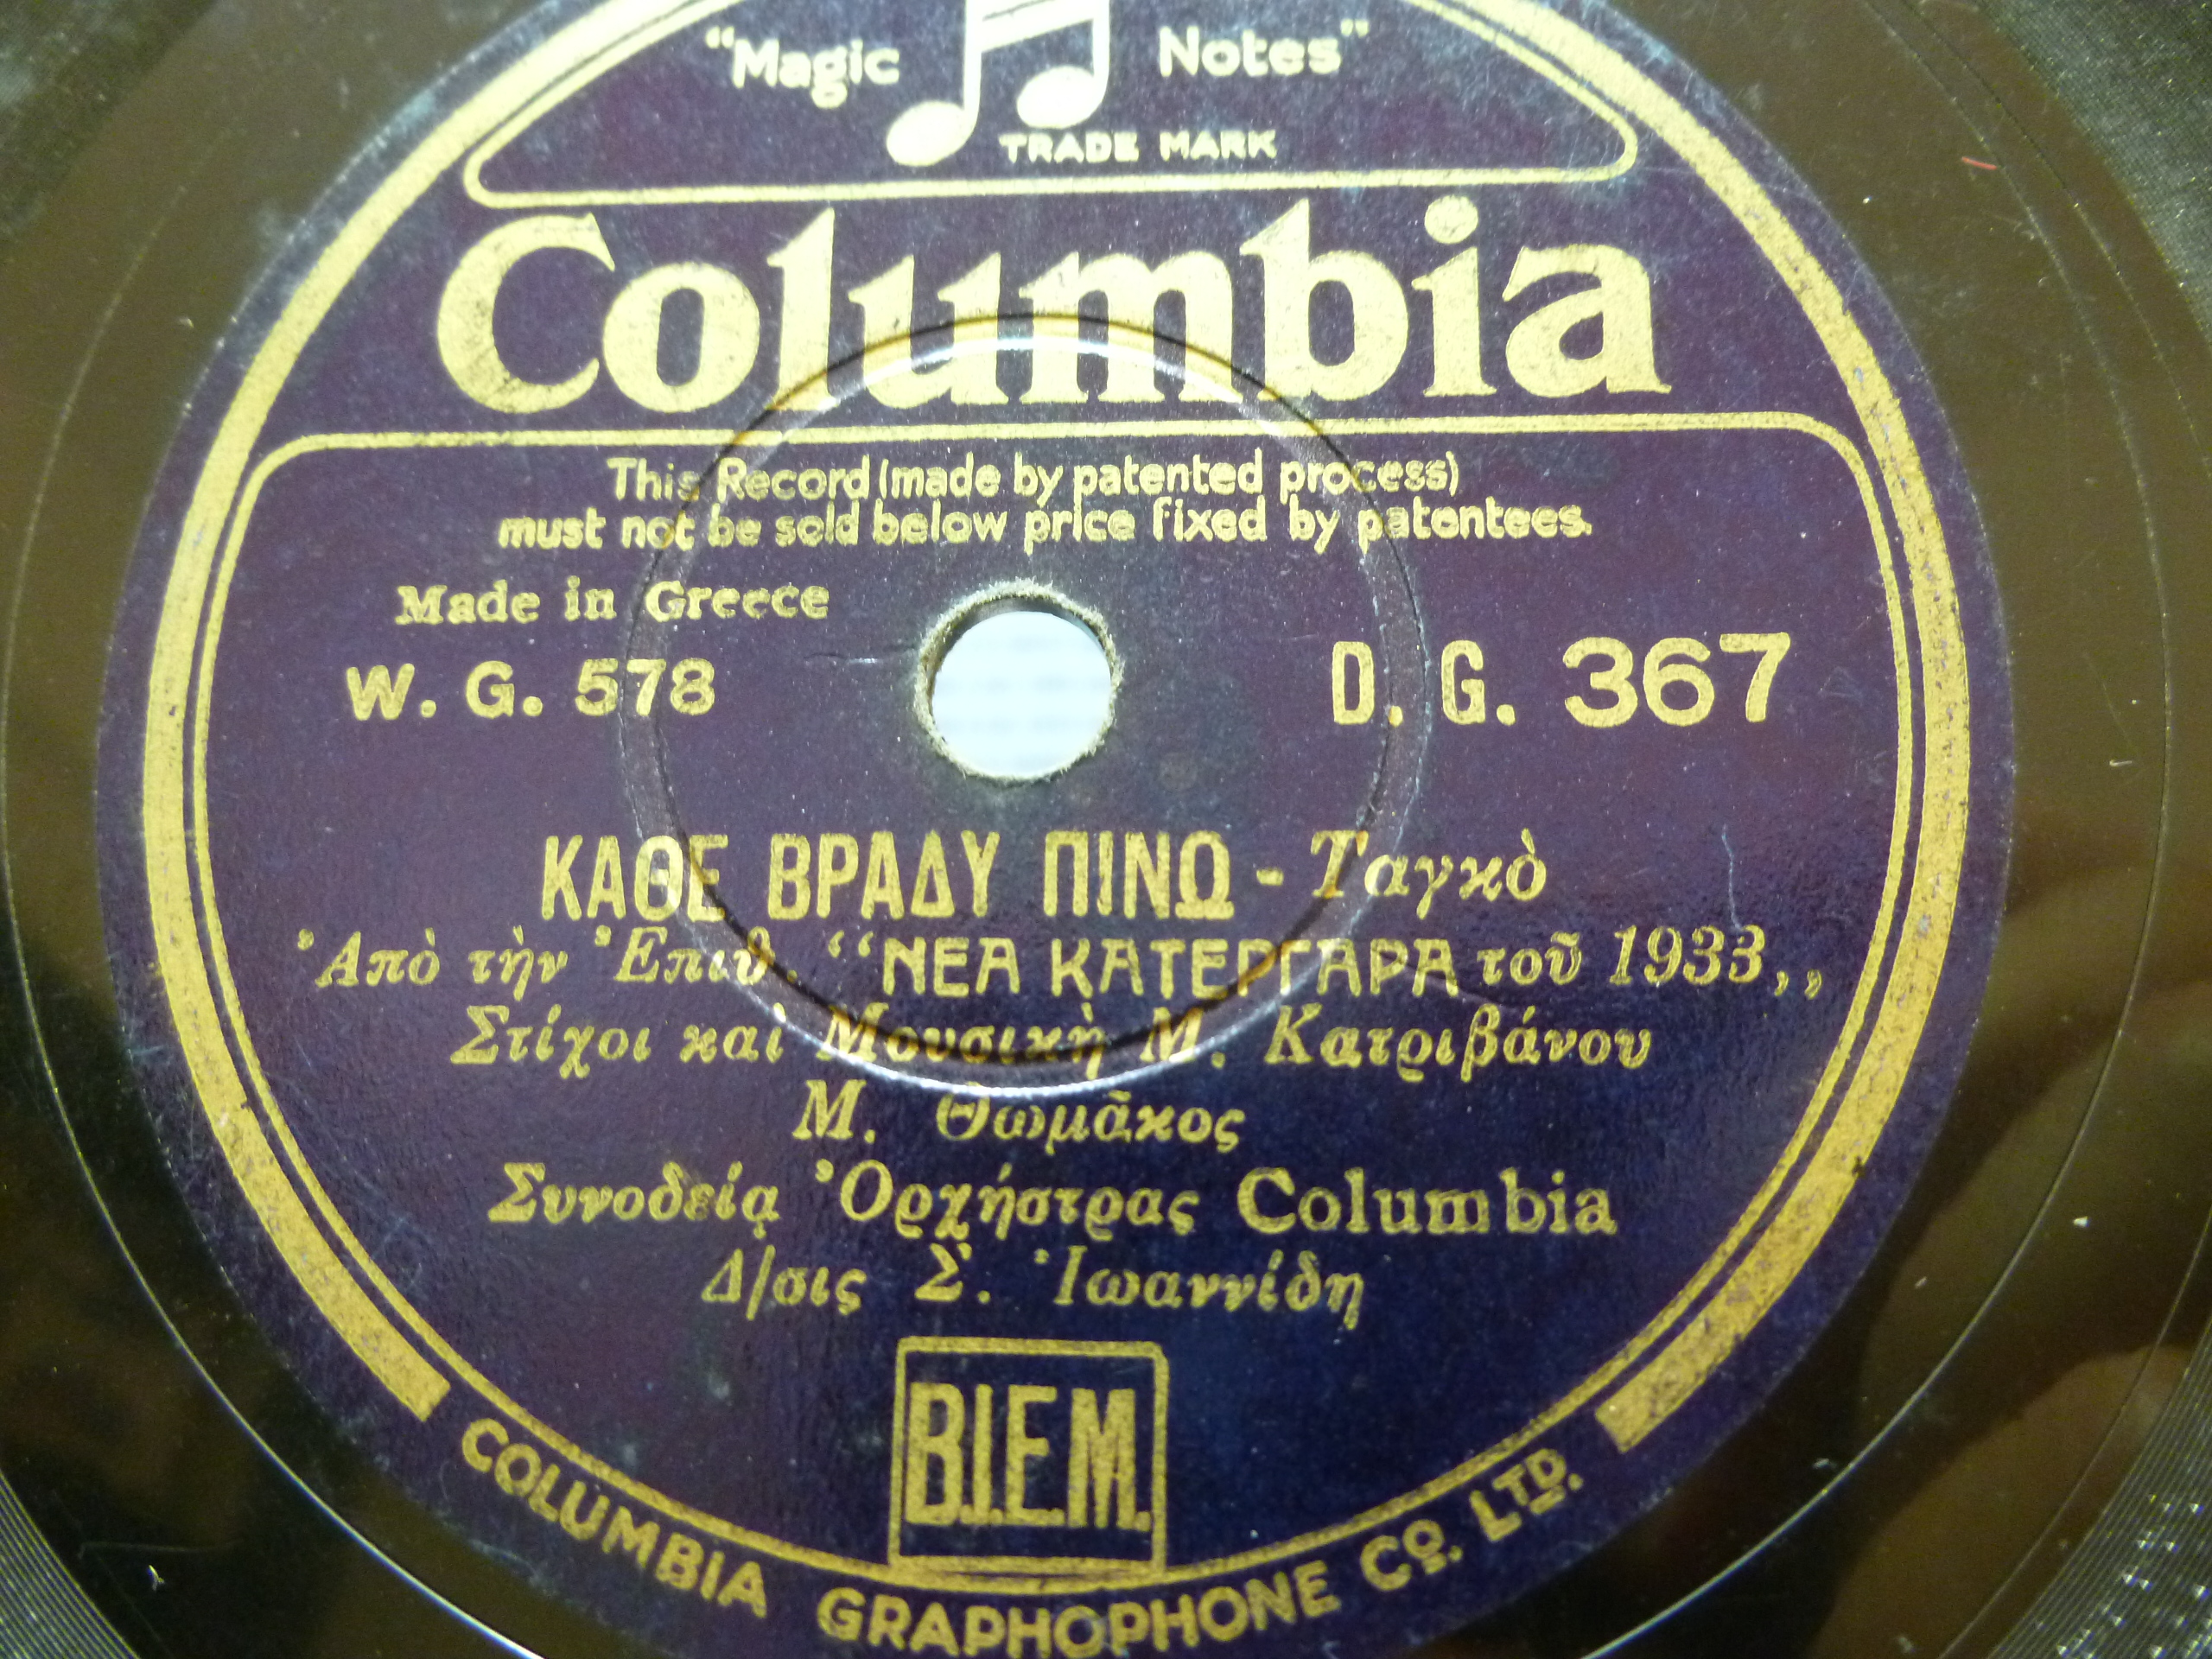 "Magic Notes"
TRADE MARK
Columbia
This Record (made by patented process)
must not be sold below price fixed by patentees.
Made in Greece
W. G. 578
D. G. 367
ΚΑΘΕ ΒΡΑΔΥ ΠΙΝΩ - Ταγκὸ
Ἀπὸ τὴν Ἐπιθ. “ΝΕΑ ΚΑΤΕΡΓΑΡΑ τοῦ 1933,,
Στίχοι καὶ Μουσικὴ Μ. Κατριβάνου
Μ. Θωμᾶκος
Συνοδείᾳ Ὀρχήστρας Columbia
Δ/σις Σ. Ἰωαννίδη
B.I.E.M.
COLUMBIA GRAPHOPHONE CO. LTD.